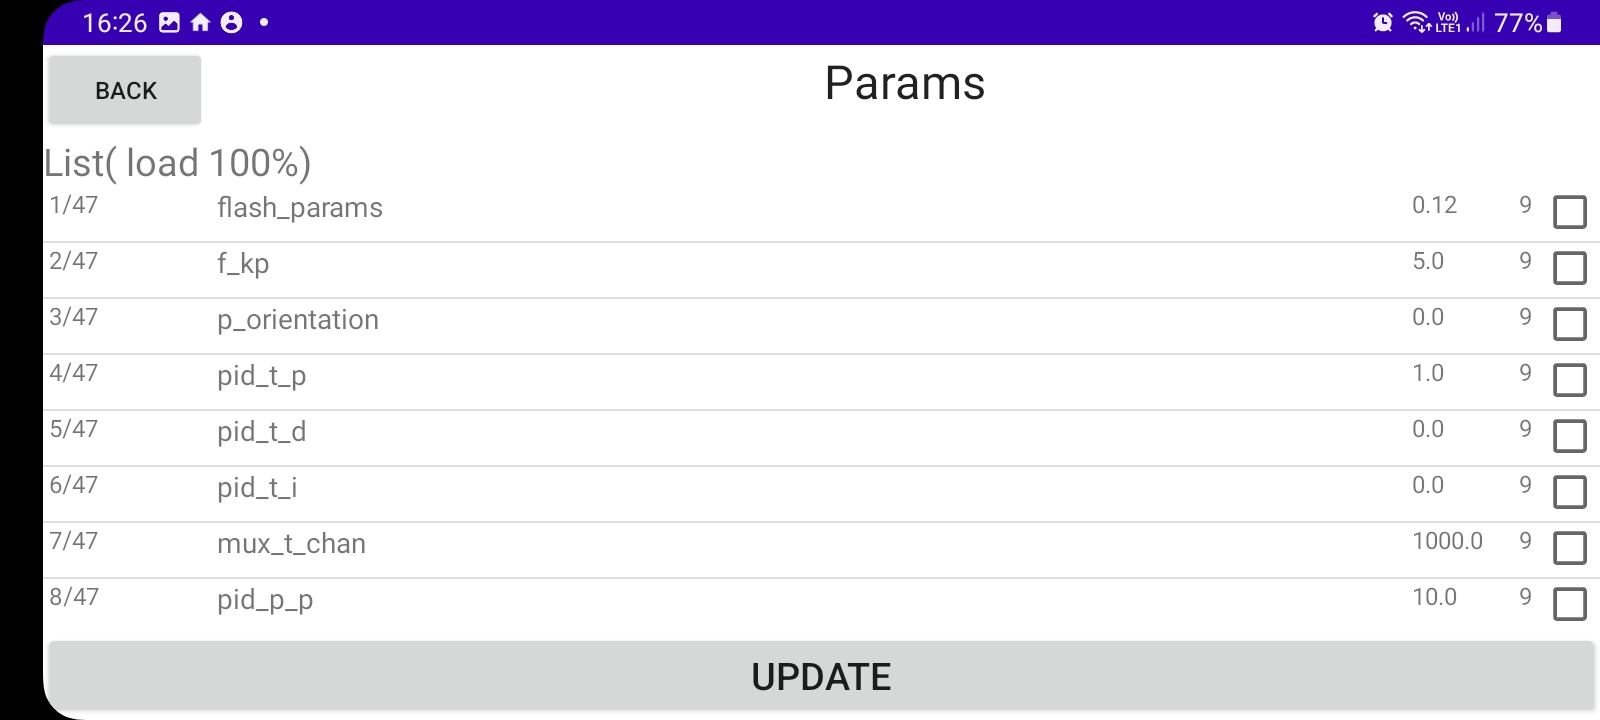 16:26 Vo)) LTE1 77%
BACK
Params
List( load 100%)
1/47 flash_params 0.12 9
2/47 f_kp 5.0 9
3/47 p_orientation 0.0 9
4/47 pid_t_p 1.0 9
5/47 pid_t_d 0.0 9
6/47 pid_t_i 0.0 9
7/47 mux_t_chan 1000.0 9
8/47 pid_p_p 10.0 9
UPDATE